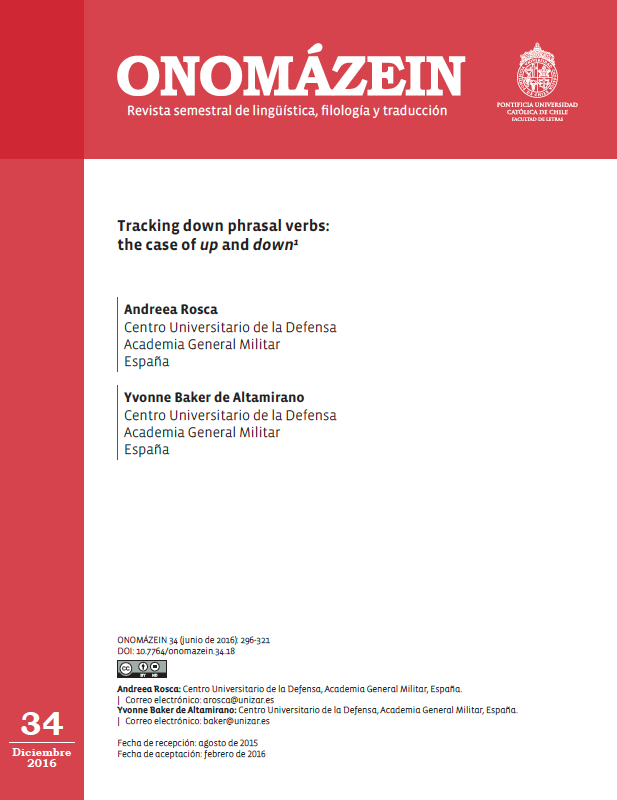 ONOMÁZEIN
Revista semestral de lingüística, filología y traducción
PONTIFICIA UNIVERSIDAD
CATÓLICA DE CHILE
FACULTAD DE LETRAS
Tracking down phrasal verbs:
the case of up and down¹
Andreea Rosca
Centro Universitario de la Defensa
Academia General Militar
España
Yvonne Baker de Altamirano
Centro Universitario de la Defensa
Academia General Militar
España
ONOMÁZEIN 34 (junio de 2016): 296-321
DOI: 10.7764/onomazein.34.18
cc
BY ND
Andreea Rosca: Centro Universitario de la Defensa, Academia General Militar, España.
| Correo electrónico: arosca@unizar.es
Yvonne Baker de Altamirano: Centro Universitario de la Defensa, Academia General Militar, España.
| Correo electrónico: baker@unizar.es
Fecha de recepción: agosto de 2015
Fecha de aceptación: febrero de 2016
34
Diciembre
2016